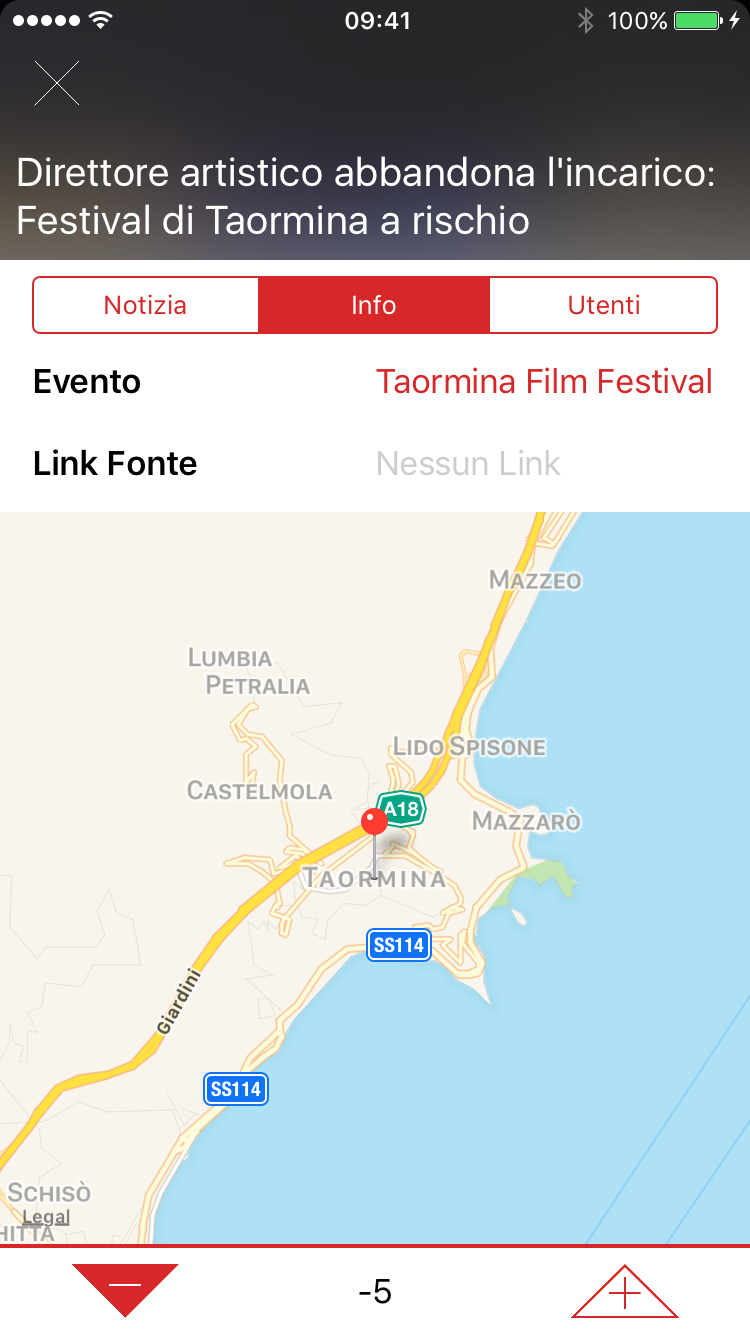 09:41
100%
Direttore artistico abbandona l'incarico:
Festival di Taormina a rischio
Notizia Info Utenti
Evento Taormina Film Festival
Link Fonte Nessun Link
MAZZEO
LUMBIA
PETRALIA
LIDO SPISONE
CASTELMOLA
A18
MAZZARÒ
TAORMINA
SS114
Giardini
SS114
SCHISÒ
Legal
HITTA
-5